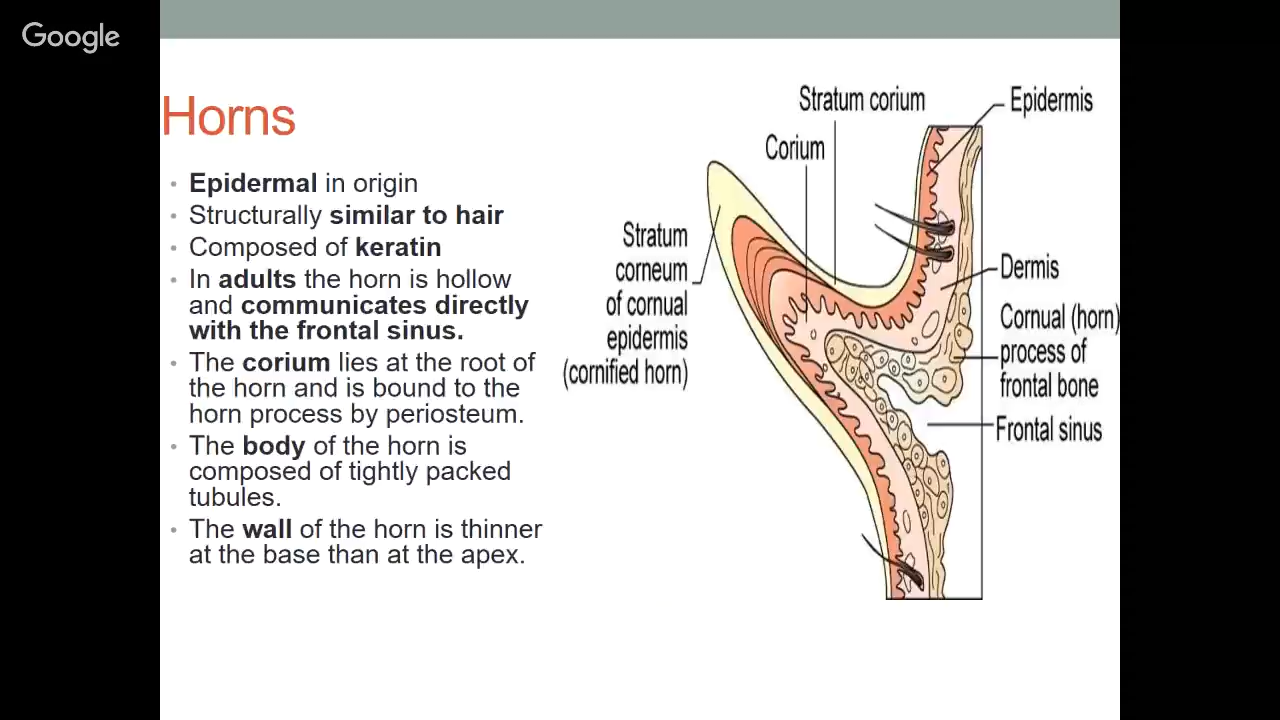 Google
Horns
• Epidermal in origin
• Structurally similar to hair
• Composed of keratin
• In adults the horn is hollow
and communicates directly
with the frontal sinus.
• The corium lies at the root of
the horn and is bound to the
horn process by periosteum.
• The body of the horn is
composed of tightly packed
tubules.
• The wall of the horn is thinner
at the base than at the apex.
Stratum corium
Epidermis
Corium
Stratum
corneum
of cornual
epidermis
(cornified horn)
Dermis
Cornual (horn)
process of
frontal bone
Frontal sinus